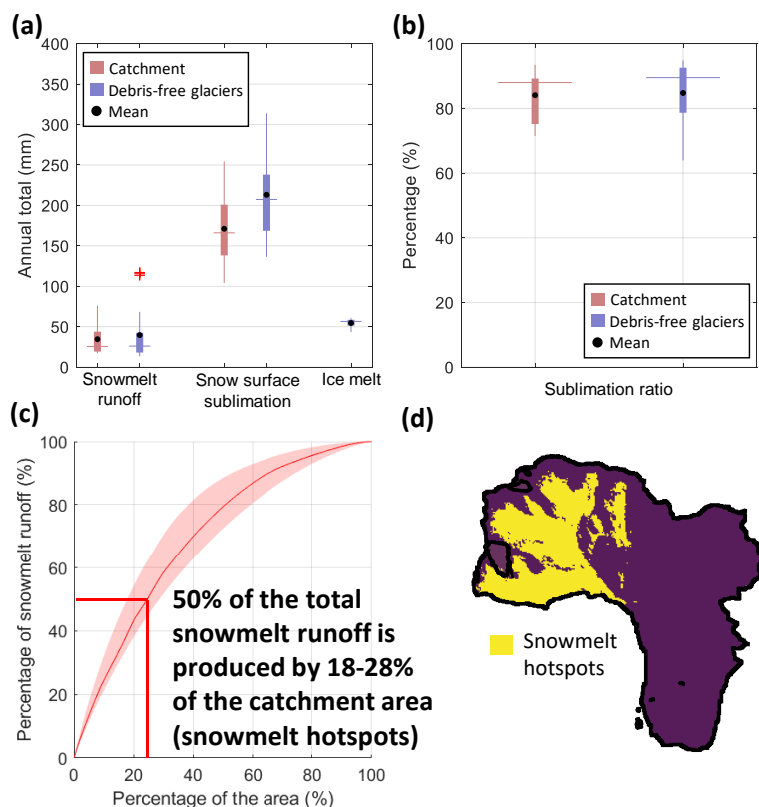 (a)
400
350
300
250
200
150
100
50
0
Annual total (mm)
Catchment
Debris-free glaciers
Mean
Snowmelt
runoff
Snow surface
sublimation
Ice melt
(b)
100
80
60
40
20
0
Percentage (%)
Catchment
Debris-free glaciers
Mean
Sublimation ratio
(c)
100
80
60
40
20
0
Percentage of snowmelt runoff (%)
50% of the total
snowmelt runoff is
produced by 18-28%
of the catchment area
(snowmelt hotspots)
0 20 40 60 80 100
Percentage of the area (%)
(d)
Snowmelt
hotspots